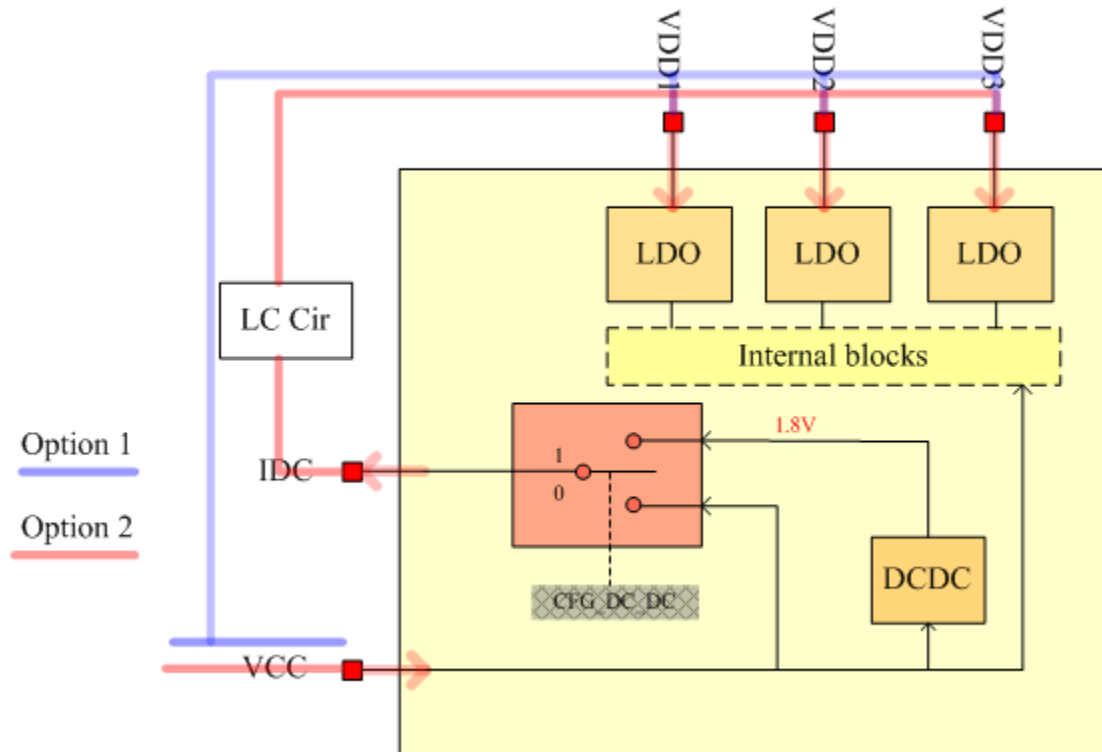 VDD1
VDD2
VDD3
LDO
LDO
LDO
LC Cir
Internal blocks
1.8V
Option 1
1
IDC
0
Option 2
DCDC
CFG_DC_DC
VCC